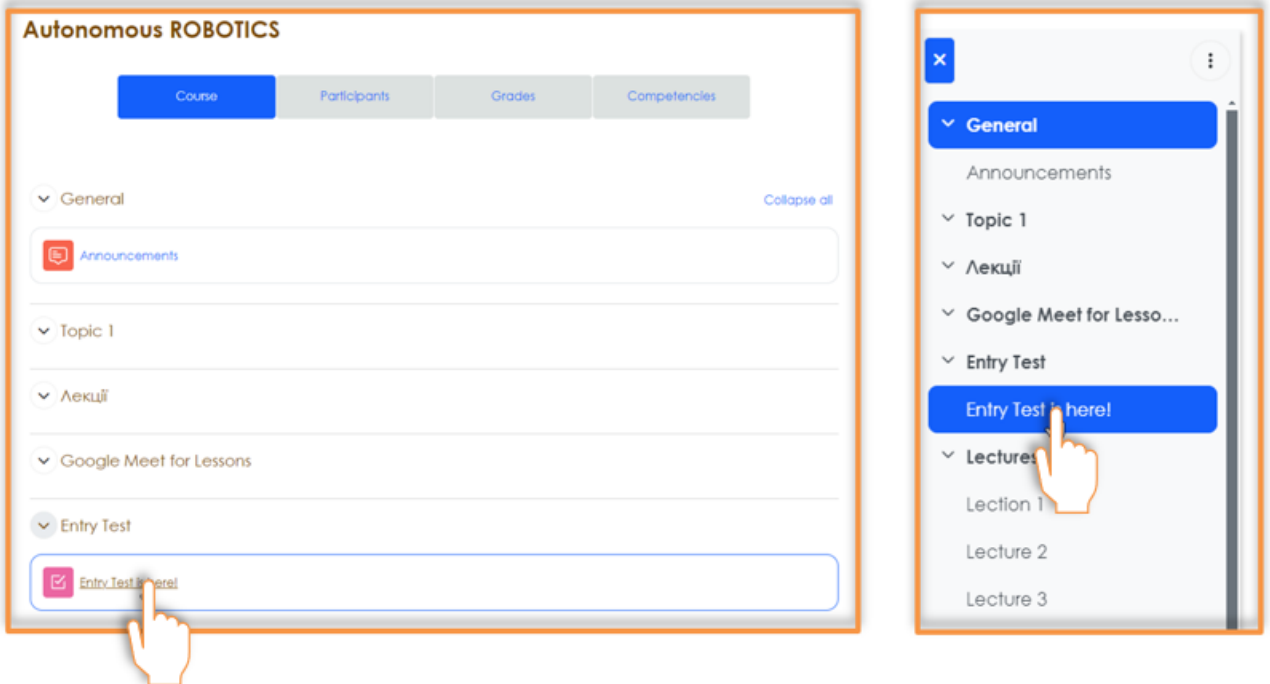 Autonomous ROBOTICS
Course
Participants
Grades
Competencies
General
Collapse all
Announcements
Topic 1
Лекції
Google Meet for Lessons
Entry Test
Entry Test is here!
General
Announcements
Topic 1
Лекції
Google Meet for Lesso...
Entry Test
Entry Test is here!
Lectures
Lection 1
Lecture 2
Lecture 3